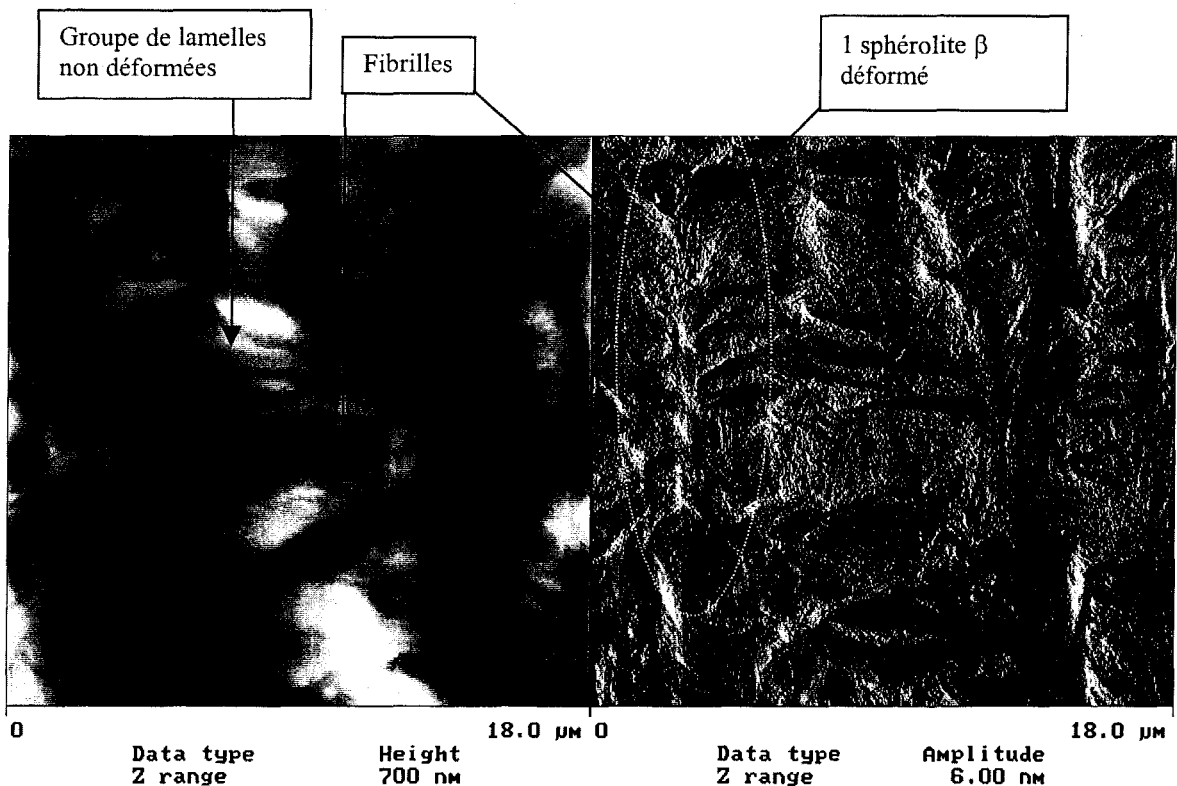 Groupe de lamelles
non déformées
Fibrilles
1 sphérolite β
déformé
0 18.0 µM 0 18.0 µM
Data type Height Data type Amplitude
Z range 700 nM Z range 6.00 nM